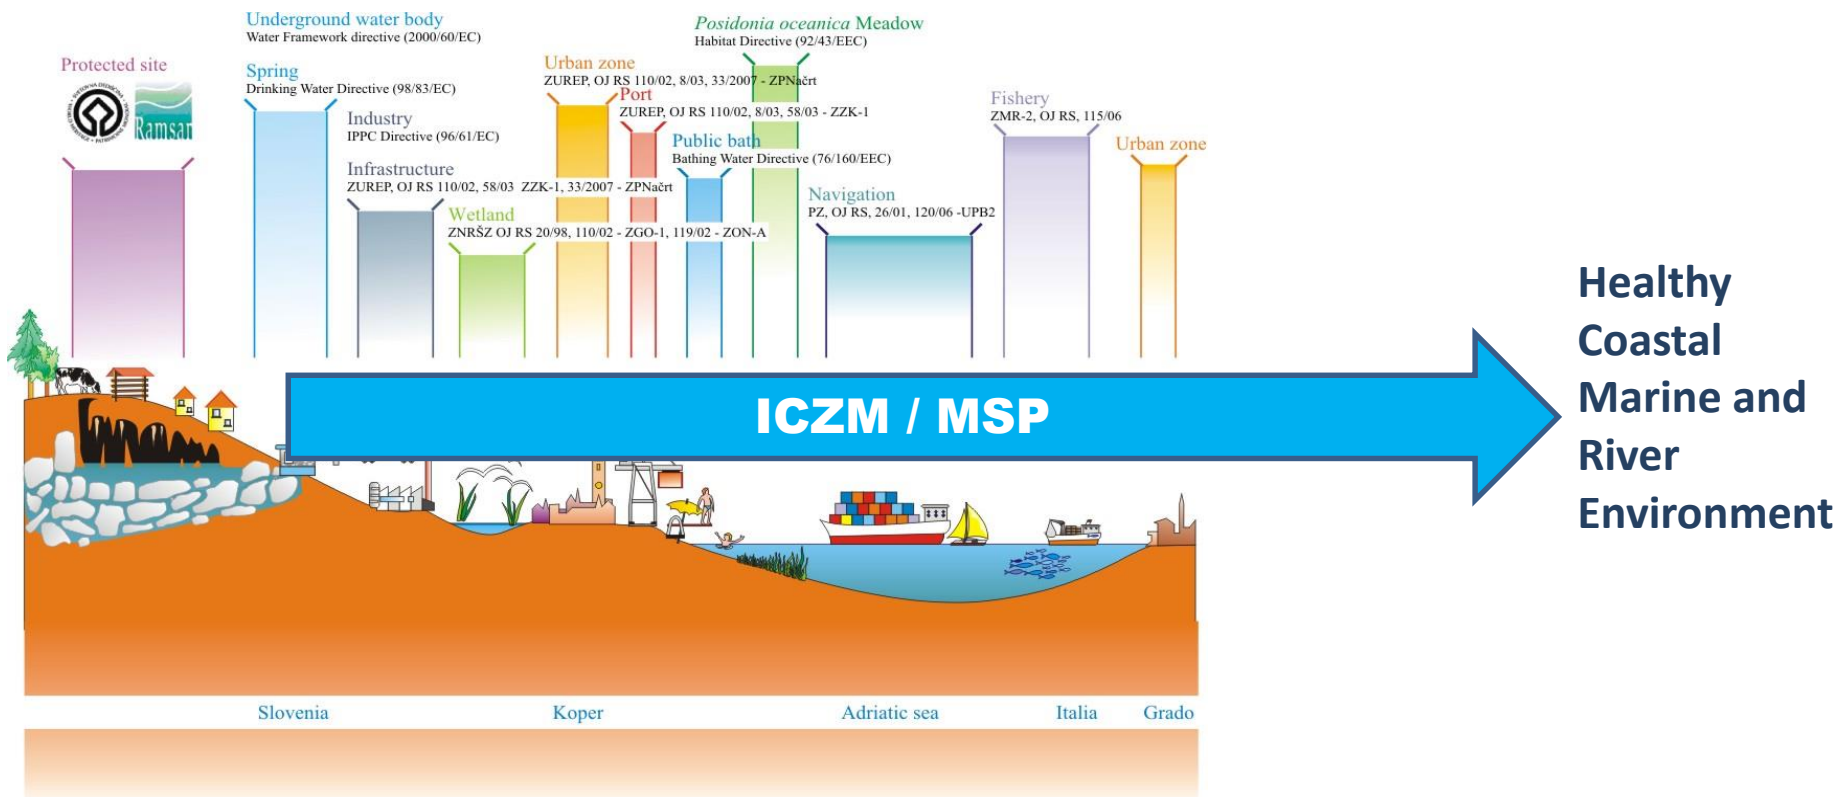 Underground water body
Water Framework directive (2000/60/EC)
Posidonia oceanica Meadow
Habitat Directive (92/43/EEC)
Protected site
Ramsar
Spring
Drinking Water Directive (98/83/EC)
Urban zone
ZUREP, OJ RS 110/02, 8/03, 33/2007 - ZPNačrt
Port
ZUREP, OJ RS 110/02, 8/03, 58/03 - ZZK-1
Industry
IPPC Directive (96/61/EC)
Public bath
Bathing Water Directive (76/160/EEC)
Fishery
ZMR-2, OJ RS, 115/06
Urban zone
Infrastructure
ZUREP, OJ RS 110/02, 58/03 ZZK-1, 33/2007 - ZPNačrt
Navigation
PZ, OJ RS, 26/01, 120/06 -UPB2
Wetland
ZNRŠZ OJ RS 20/98, 110/02 - ZGO-1, 119/02 - ZON-A
ICZM / MSP
Healthy
Coastal
Marine and
River
Environment
Slovenia
Koper
Adriatic sea
Italia
Grado